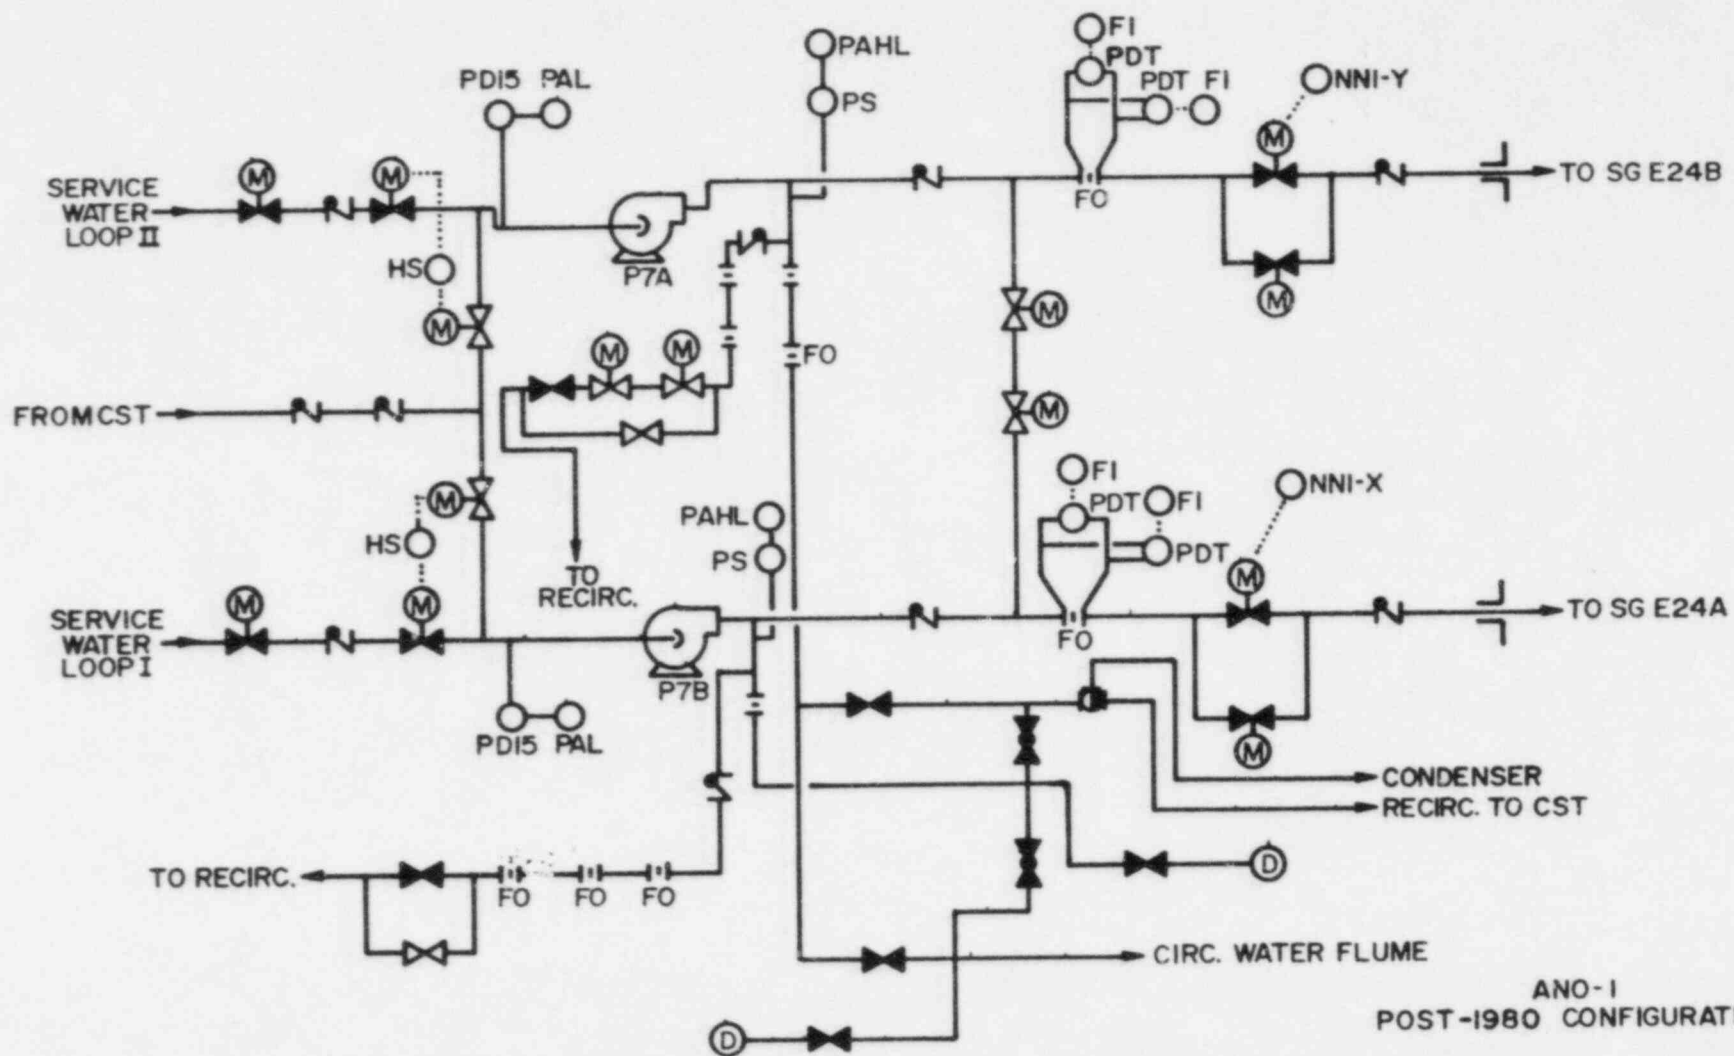 FI
PAHL
PDT
PDI5 PAL
PDT FI
NNI-Y
PS
M
M
M
SERVICE
WATER
LOOP II
TO SG E24B
FO
HS
P7A
M
M
M
M
M
FO
FROM CST
M
FI
FI
NNI-X
M
PDT
PAHL
HS
PS
PDT
TO
RECIRC.
M
M
M
SERVICE
WATER
LOOP I
TO SG E24A
FO
P7B
PDI5 PAL
M
CONDENSER
RECIRC. TO CST
TO RECIRC.
D
FO
FO
FO
CIRC. WATER FLUME
ANO-1
POST-1980 CONFIGURATI
D